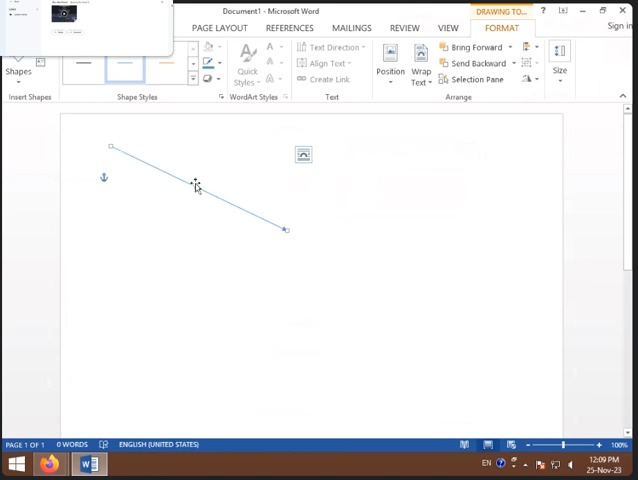 Document1 - Microsoft Word
DRAWING TO...
Sign in
PAGE LAYOUT
REFERENCES
MAILINGS
REVIEW
VIEW
FORMAT
Shapes
Quick
Styles
Text Direction
Align Text
Create Link
Position
Wrap
Text
Bring Forward
Send Backward
Selection Pane
Size
Insert Shapes
Shape Styles
WordArt Styles
Text
Arrange
PAGE 1 OF 1
0 WORDS
ENGLISH (UNITED STATES)
100%
EN
12:09 PM
25-Nov-23